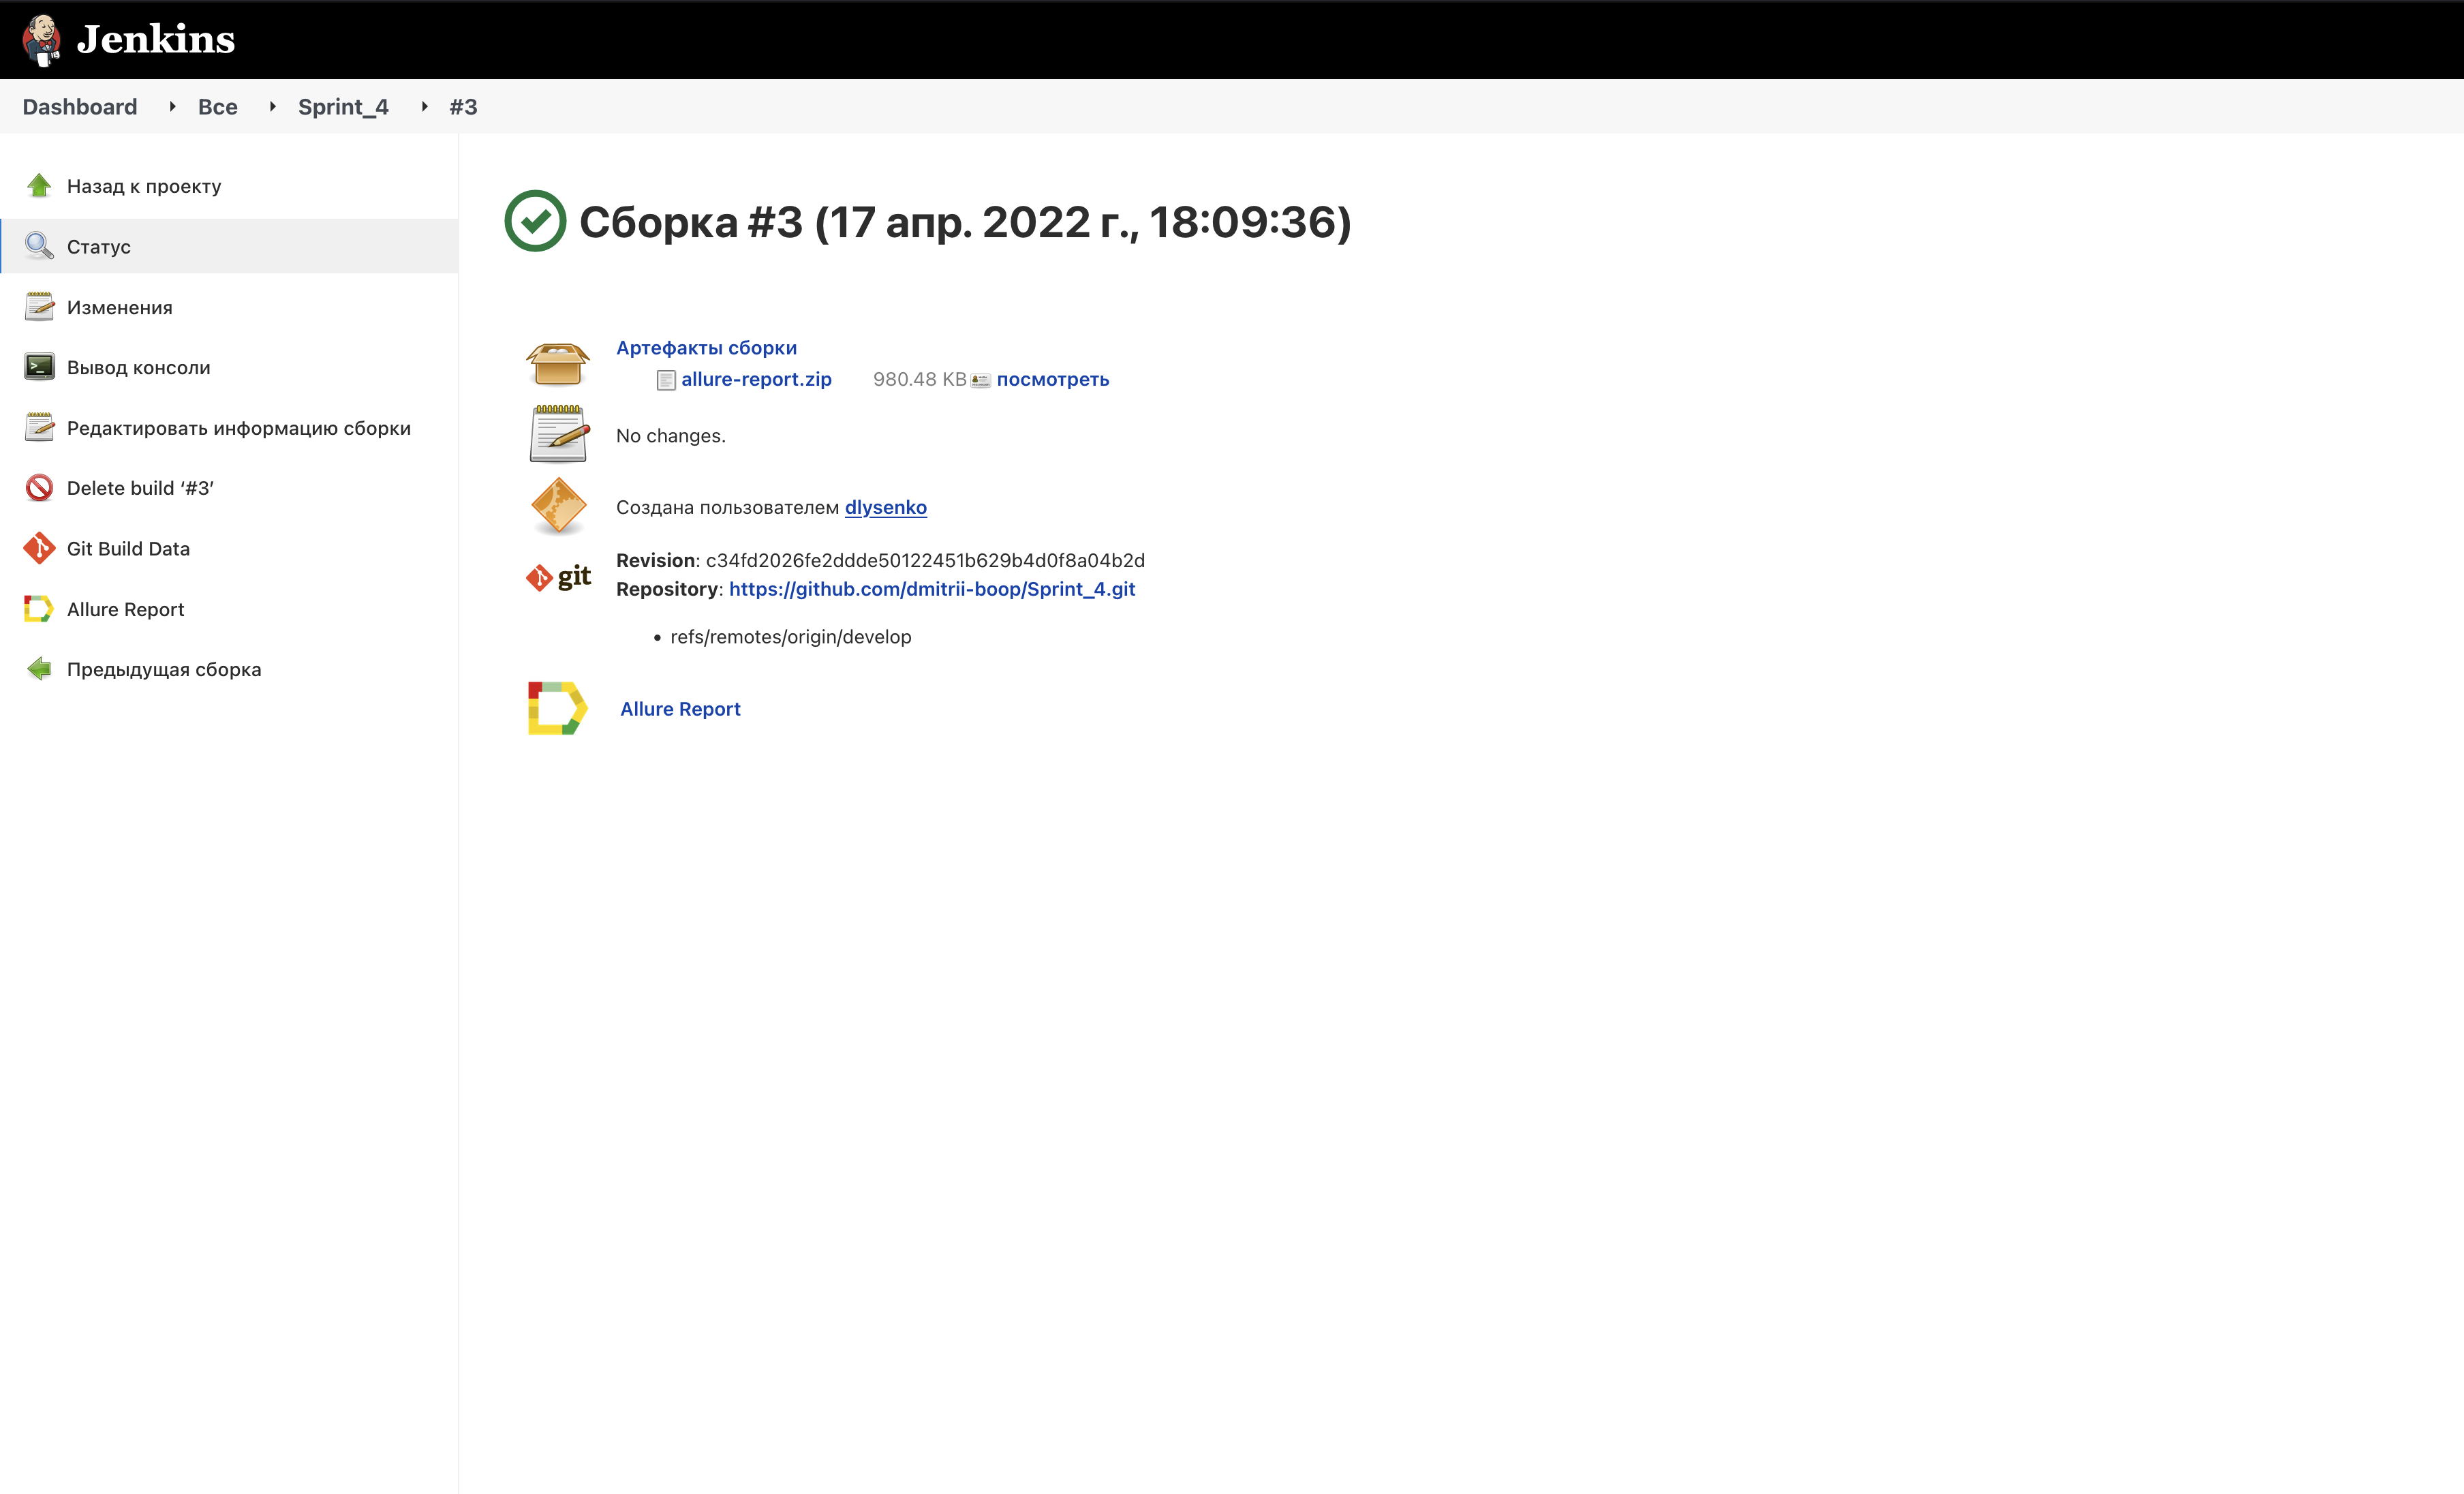 Jenkins
Dashboard Все Sprint_4 #3
Назад к проекту
Статус
Изменения
Вывод консоли
Редактировать информацию сборки
Delete build ‘#3’
Git Build Data
Allure Report
Предыдущая сборка
Сборка #3 (17 апр. 2022 г., 18:09:36)
Артефакты сборки
allure-report.zip 980.48 KB посмотреть
No changes.
Создана пользователем dlysenko
git
Revision: c34fd2026fe2ddde50122451b629b4d0f8a04b2d
Repository: https://github.com/dmitrii-boop/Sprint_4.git
• refs/remotes/origin/develop
Allure Report